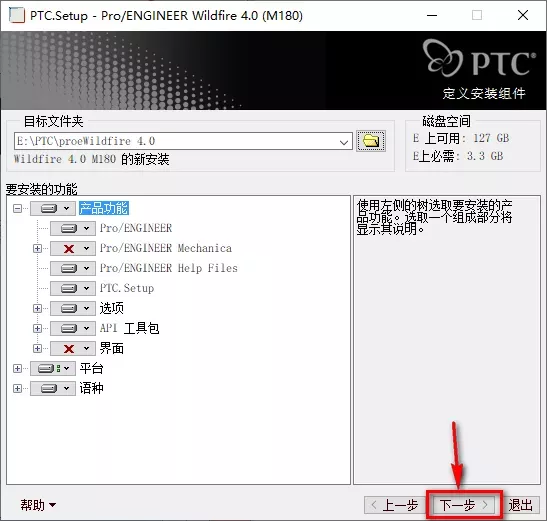 PTC.Setup - Pro/ENGINEER Wildfire 4.0 (M180)
PTC®
定义安装组件
目标文件夹
E:\PTC\proeWildfire 4.0
Wildfire 4.0 M180 的新安装
磁盘空间
E 上可用: 127 GB
E上必需: 3.3 GB
要安装的功能
产品功能
Pro/ENGINEER
Pro/ENGINEER Mechanica
Pro/ENGINEER Help Files
PTC.Setup
选项
API 工具包
界面
平台
语种
使用左侧的树选取要安装的产
品功能。选取一个组成部分将
显示其说明。
帮助
上一步
下一步
退出